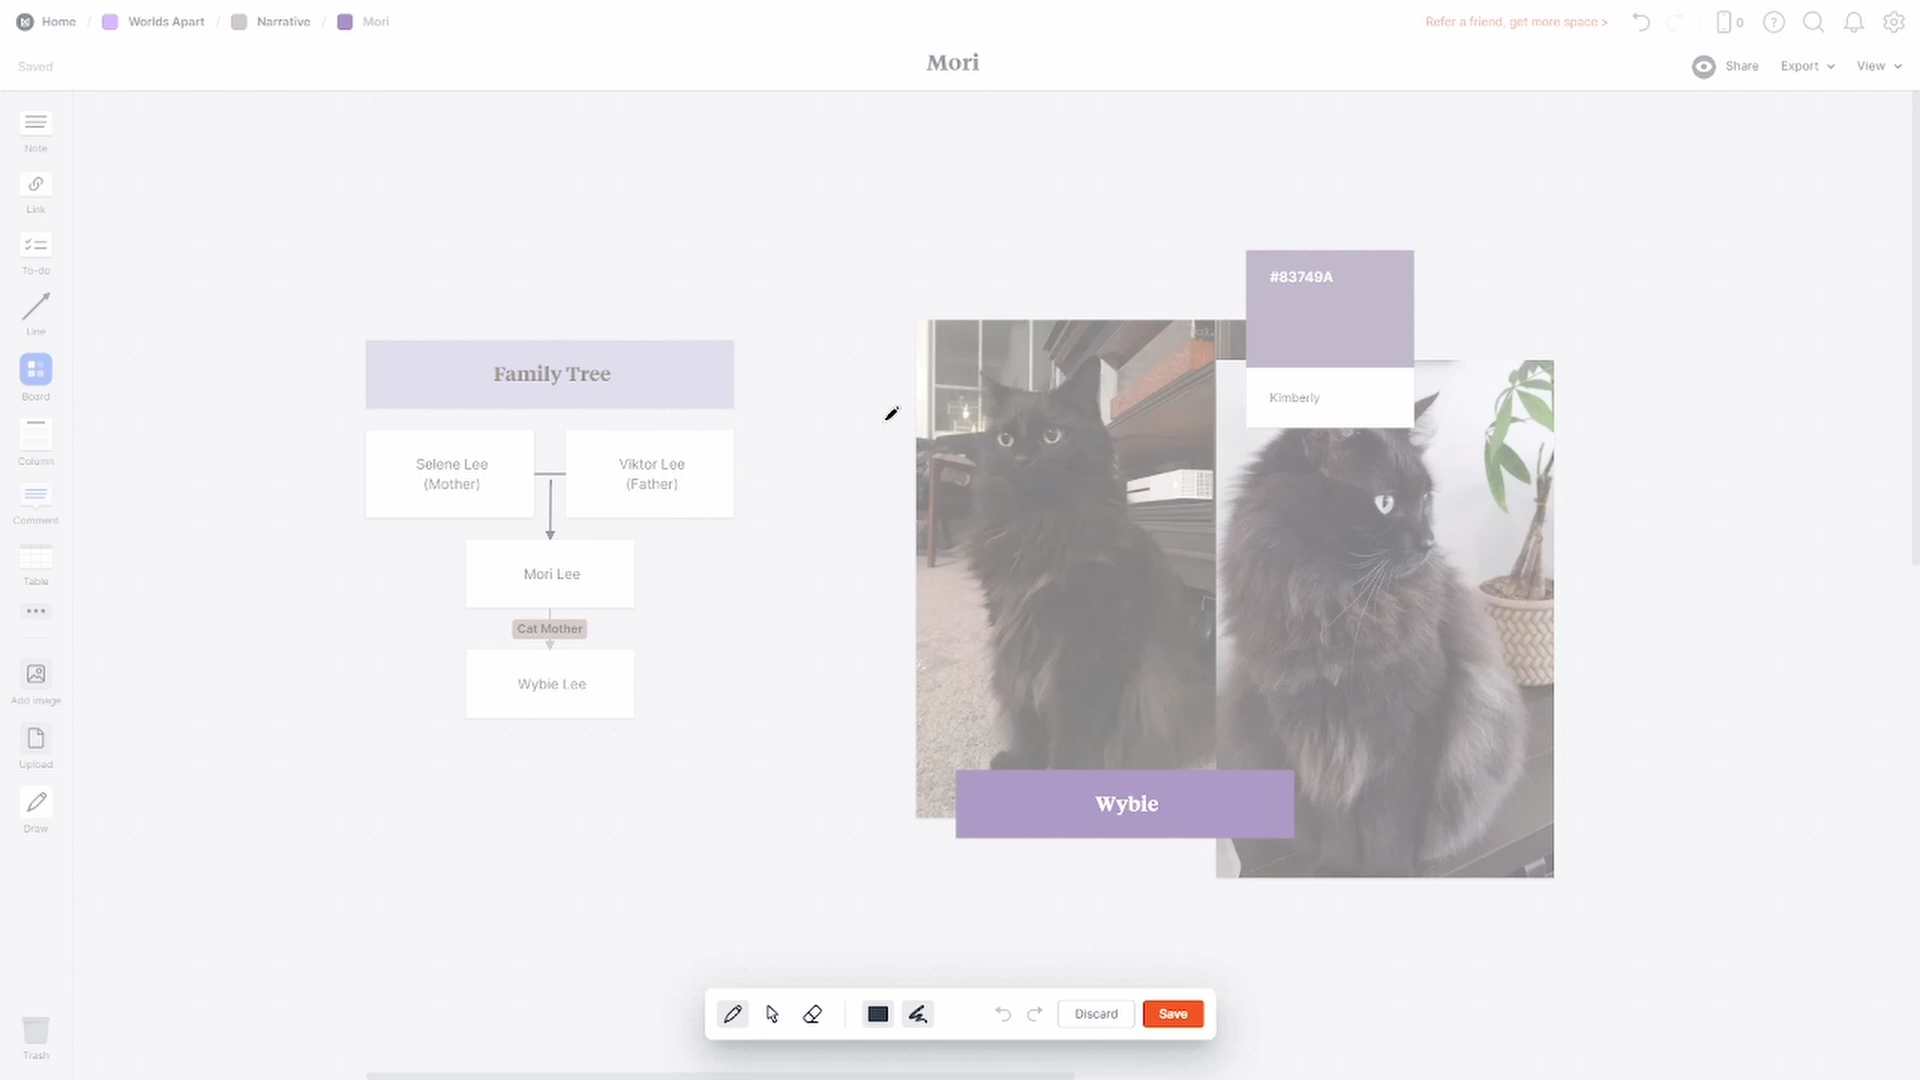 Home / Worlds Apart / Narrative / Mori
Refer a friend, get more space >
0
Saved
Mori
Share
Export
View
Note
Link
To-do
Line
Board
Column
Comment
Table
Add image
Upload
Draw
Trash
Family Tree
Selene Lee
(Mother)
Viktor Lee
(Father)
Mori Lee
Cat Mother
Wybie Lee
#83749A
Kimberly
Wybie
Discard
Save